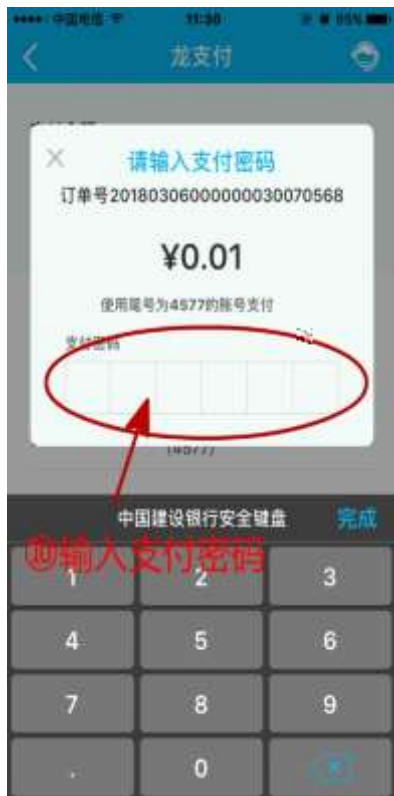 中国电信 11:30 95%
龙支付
请输入支付密码
订单号20180306000000030070568
¥0.01
使用尾号为4577的账号支付
支付密码
(4577)
中国建设银行安全键盘 完成
⑩输入支付密码
1 2 3
4 5 6
7 8 9
. 0